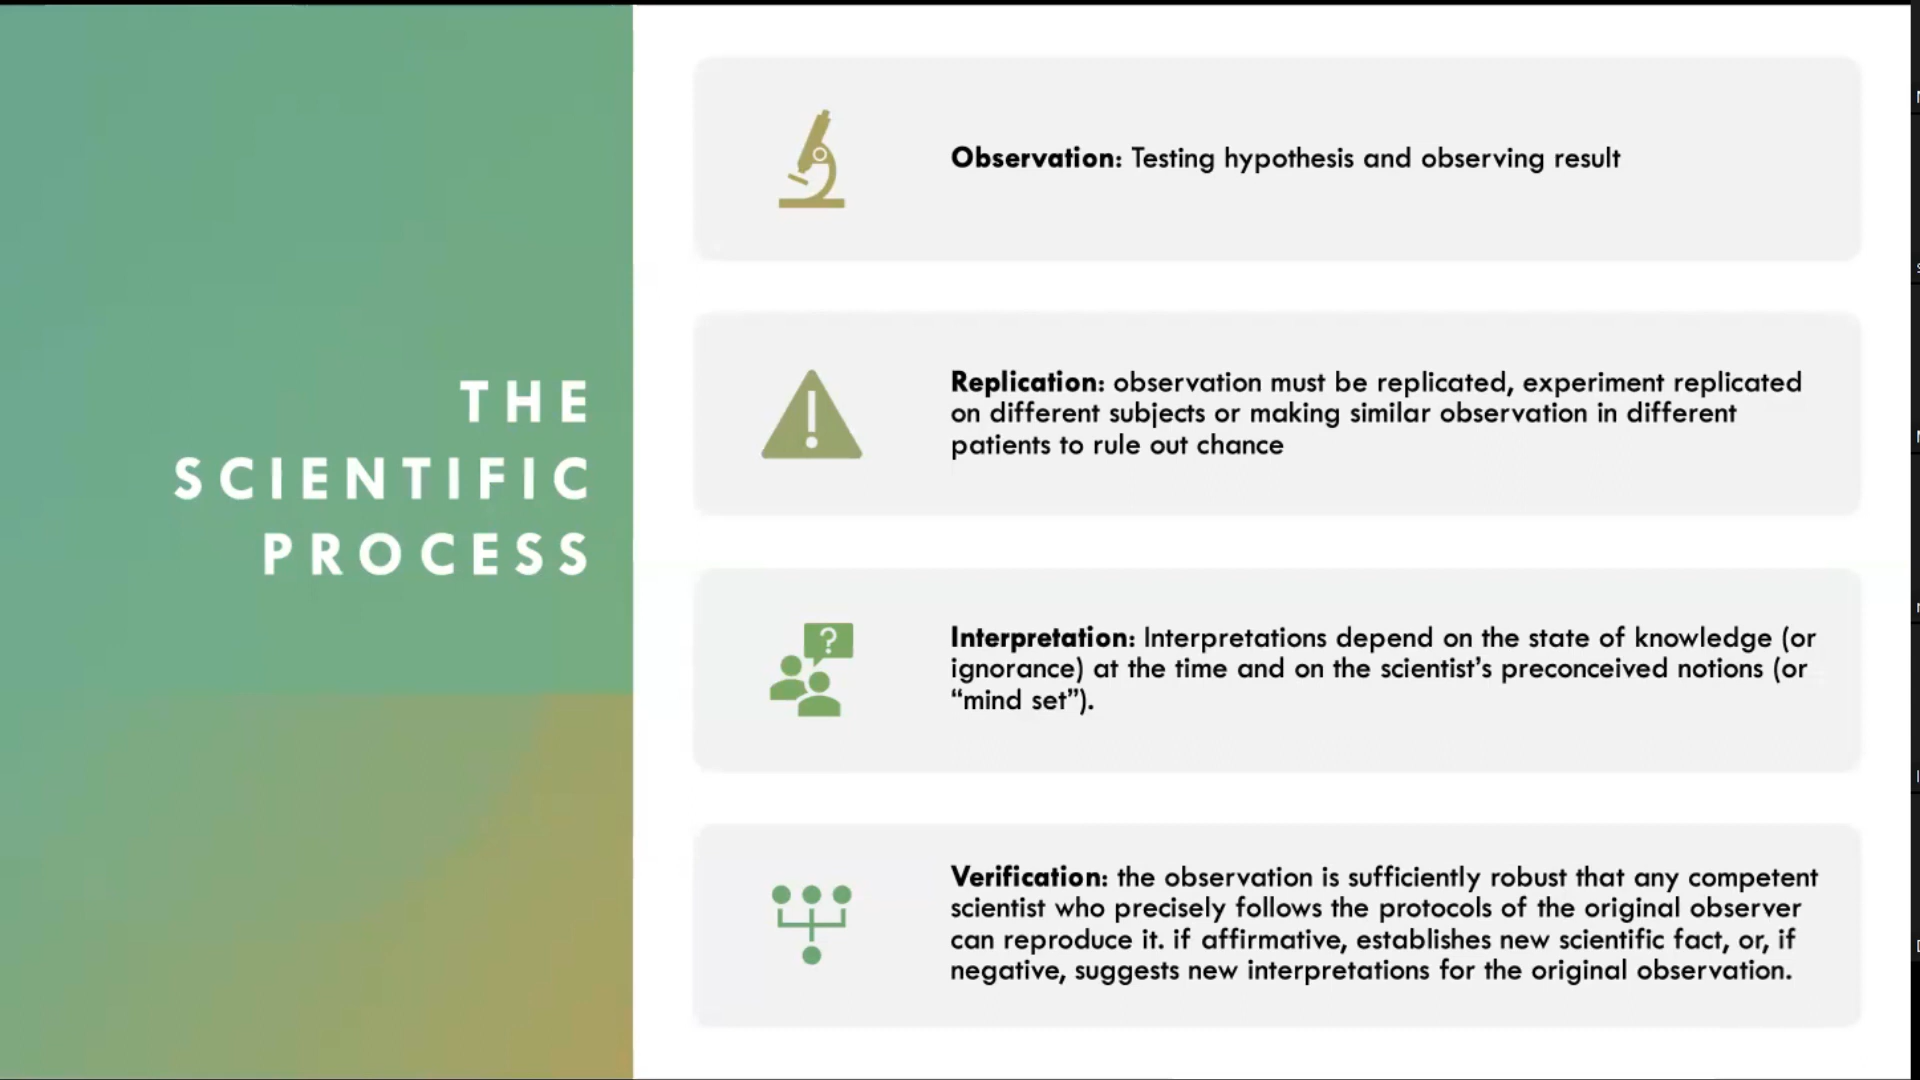 THE
SCIENTIFIC
PROCESS
Observation: Testing hypothesis and observing result
Replication: observation must be replicated, experiment replicated
on different subjects or making similar observation in different
patients to rule out chance
?
Interpretation: Interpretations depend on the state of knowledge (or
ignorance) at the time and on the scientist’s preconceived notions (or
“mind set”).
Verification: the observation is sufficiently robust that any competent
scientist who precisely follows the protocols of the original observer
can reproduce it. if affirmative, establishes new scientific fact, or, if
negative, suggests new interpretations for the original observation.